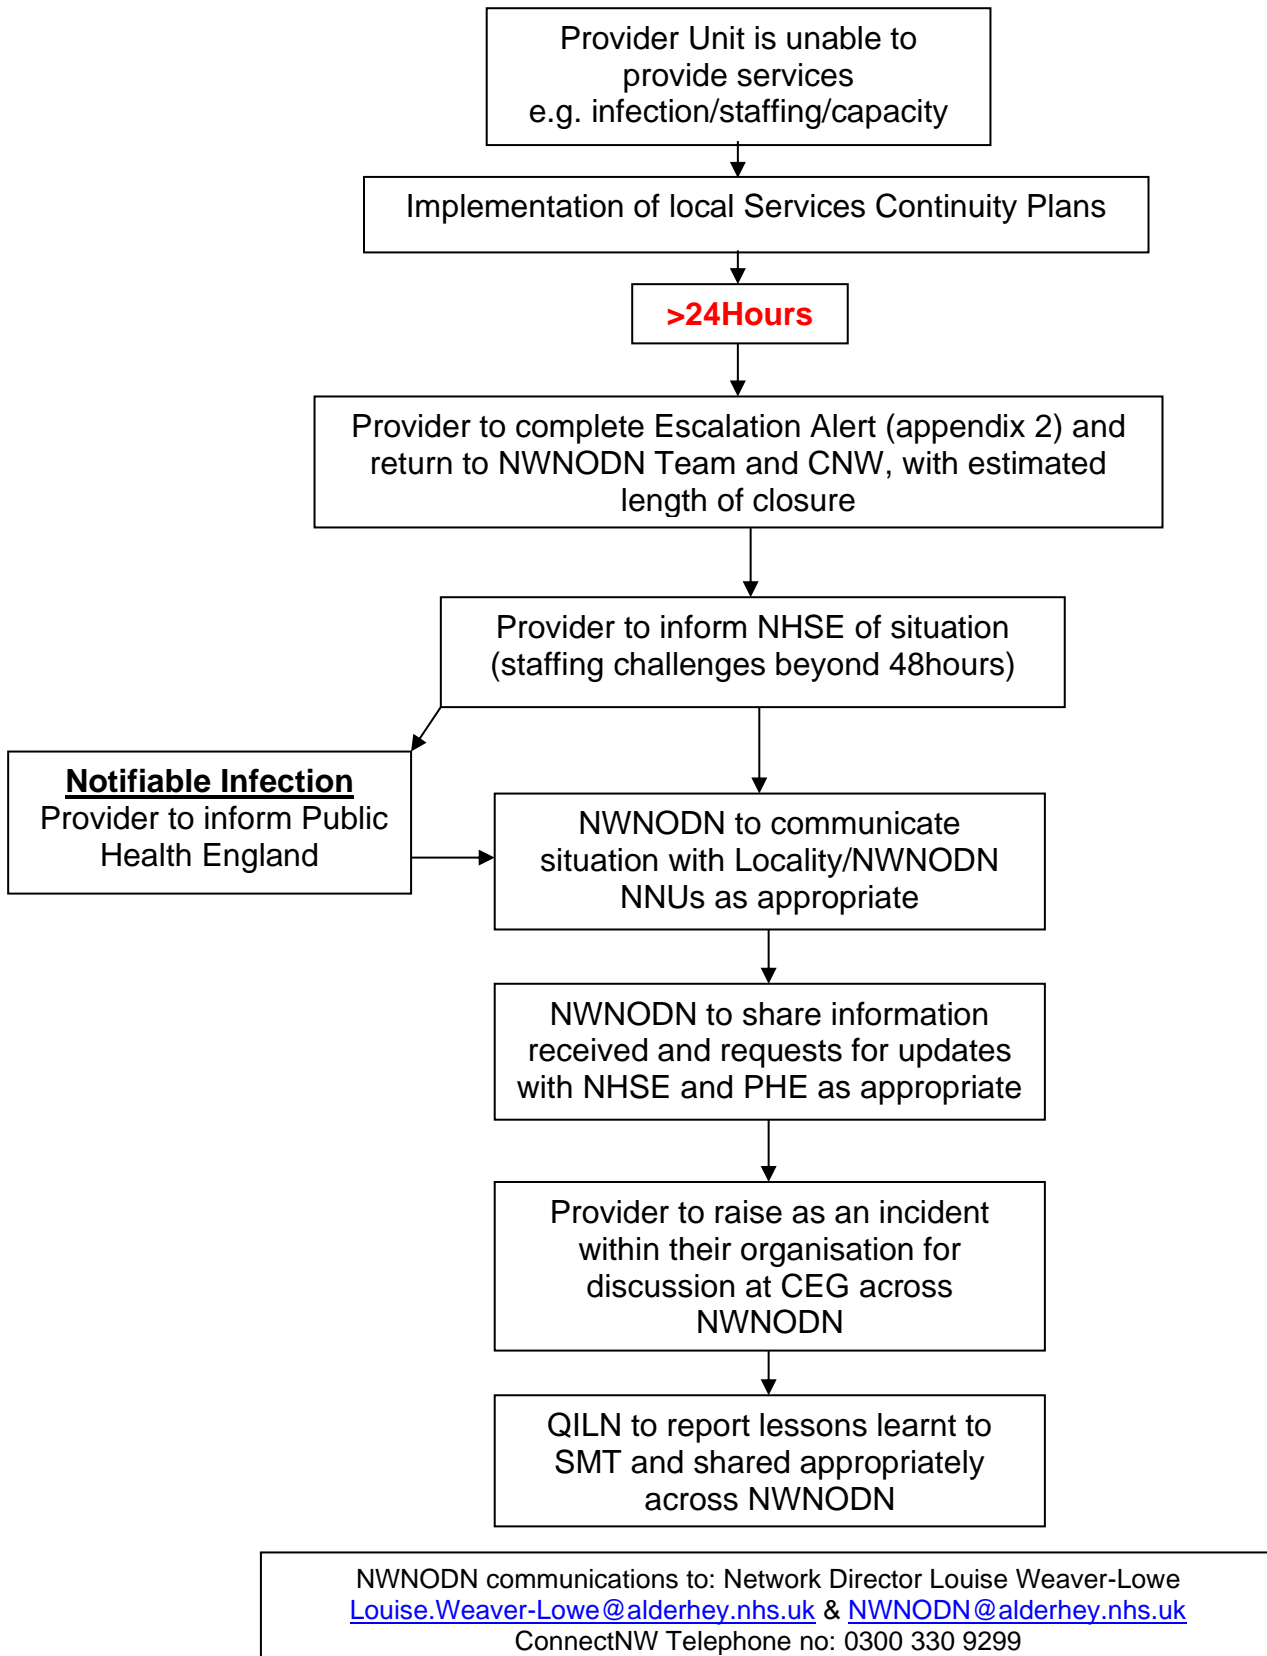 Provider Unit is unable to
provide services
e.g. infection/staffing/capacity
Implementation of local Services Continuity Plans
>24Hours
Provider to complete Escalation Alert (appendix 2) and
return to NWNODN Team and CNW, with estimated
length of closure
Provider to inform NHSE of situation
(staffing challenges beyond 48hours)
Notifiable Infection
Provider to inform Public
Health England
NWNODN to communicate
situation with Locality/NWNODN
NNUs as appropriate
NWNODN to share information
received and requests for updates
with NHSE and PHE as appropriate
Provider to raise as an incident
within their organisation for
discussion at CEG across
NWNODN
QILN to report lessons learnt to
SMT and shared appropriately
across NWNODN
NWNODN communications to: Network Director Louise Weaver-Lowe
Louise.Weaver-Lowe@alderhey.nhs.uk & NWNODN@alderhey.nhs.uk
ConnectNW Telephone no: 0300 330 9299